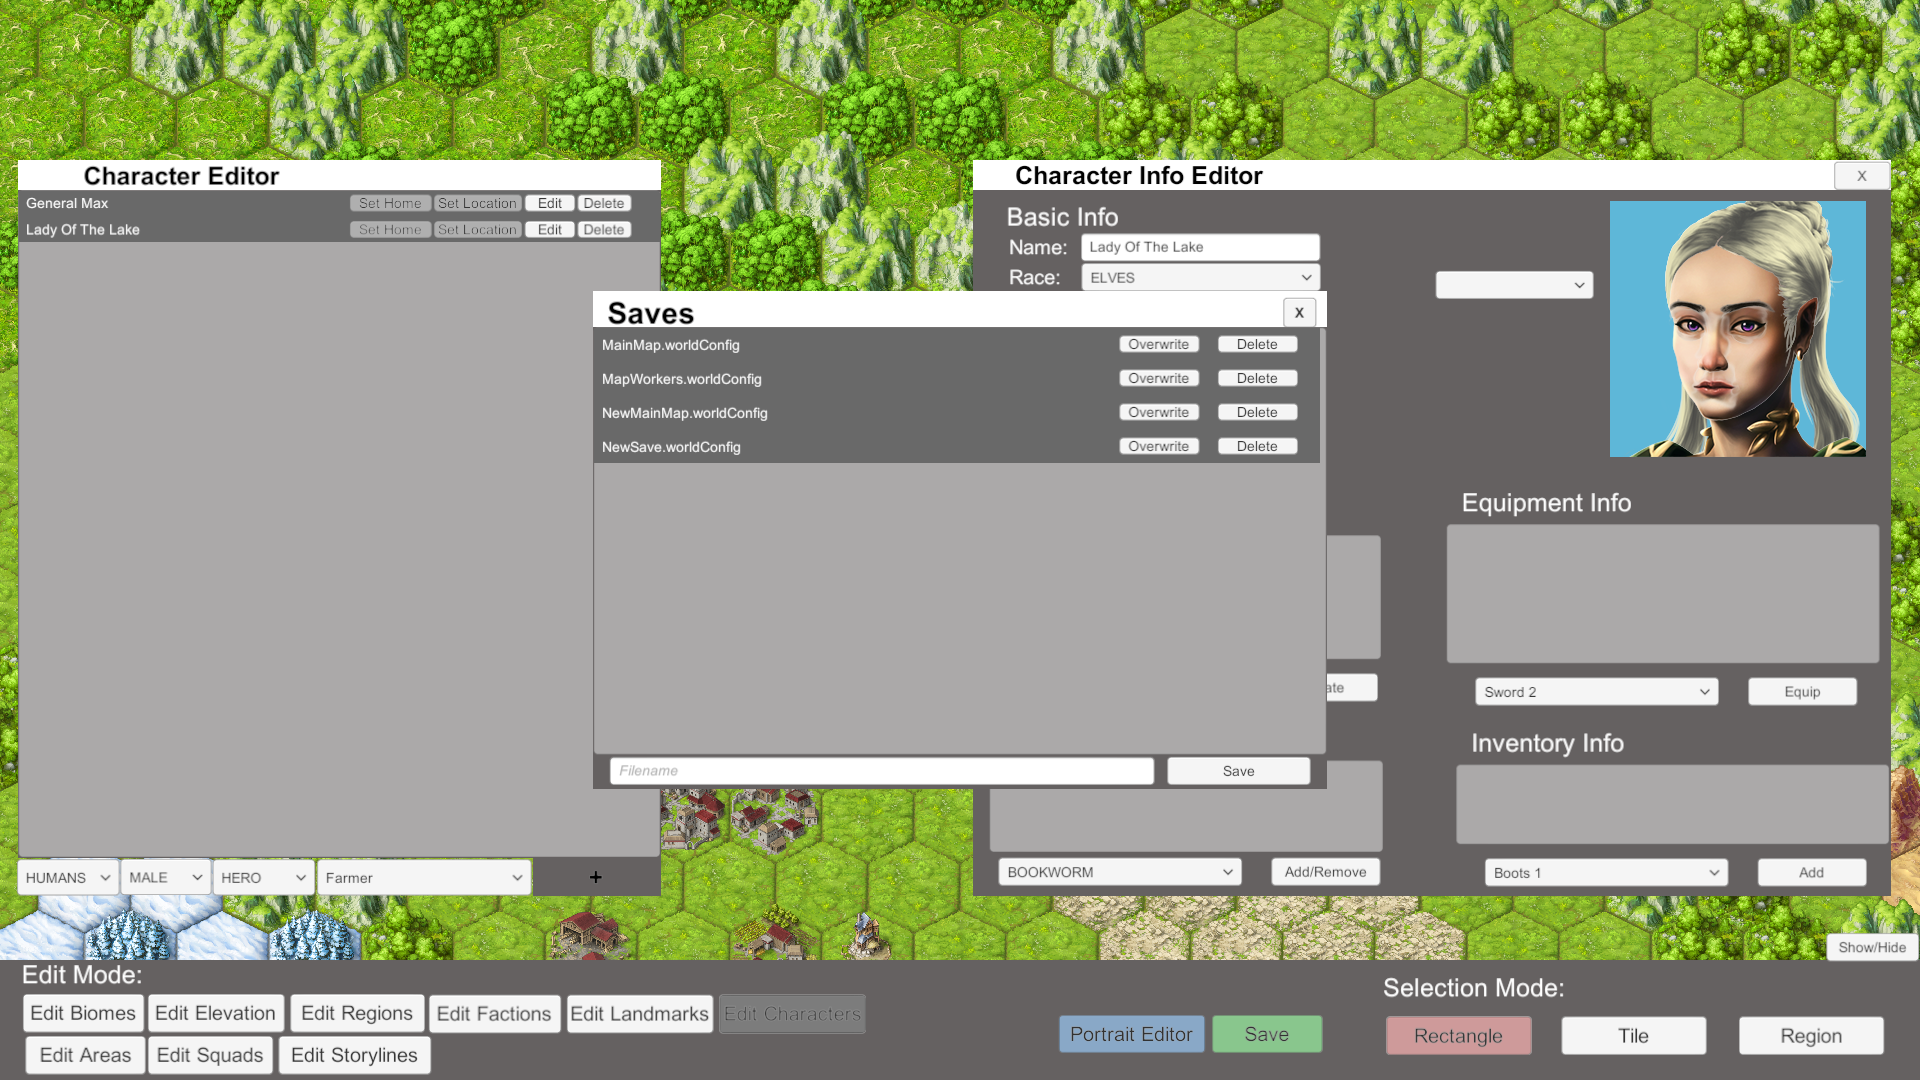 Character Editor
General Max Set Home Set Location Edit Delete
Lady Of The Lake Set Home Set Location Edit Delete
HUMANS MALE HERO Farmer +
Character Info Editor X
Basic Info
Name: Lady Of The Lake
Race: ELVES
Saves X
MainMap.worldConfig Overwrite Delete
MapWorkers.worldConfig Overwrite Delete
NewMainMap.worldConfig Overwrite Delete
NewSave.worldConfig Overwrite Delete
Filename Save
Equipment Info
Sword 2 Equip
Inventory Info
BOOKWORM Add/Remove
Boots 1 Add
Show/Hide
Edit Mode:
Edit Biomes Edit Elevation Edit Regions Edit Factions Edit Landmarks Edit Characters
Edit Areas Edit Squads Edit Storylines
Portrait Editor Save
Selection Mode:
Rectangle Tile Region